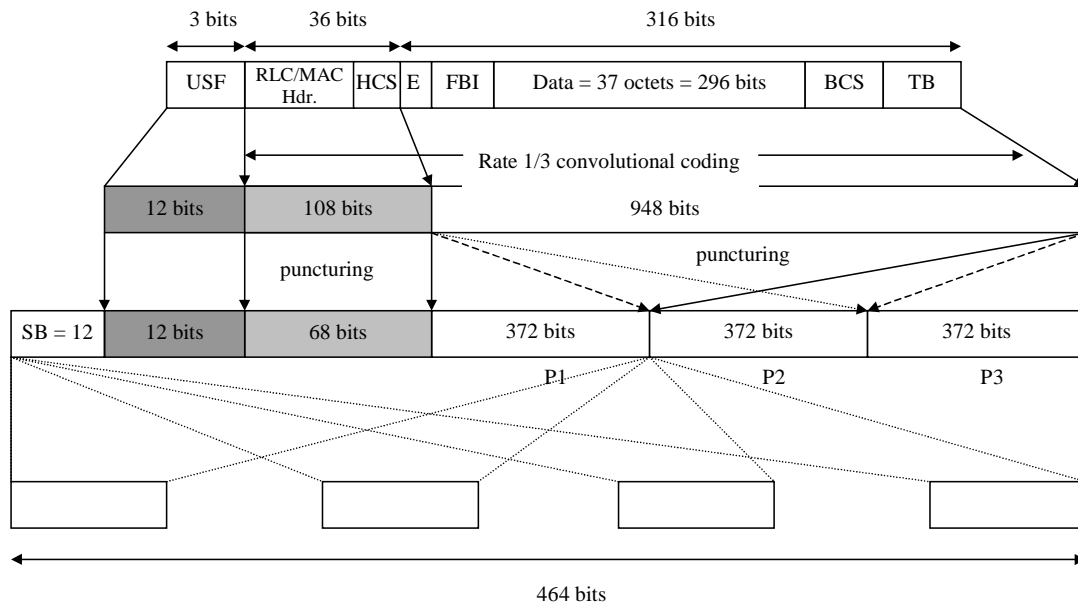 3 bits
36 bits
316 bits
USF
RLC/MAC
Hdr.
HCS
E
FBI
Data = 37 octets = 296 bits
BCS
TB
Rate 1/3 convolutional coding
12 bits
108 bits
948 bits
puncturing
puncturing
SB = 12
12 bits
68 bits
372 bits
372 bits
372 bits
P1
P2
P3
464 bits